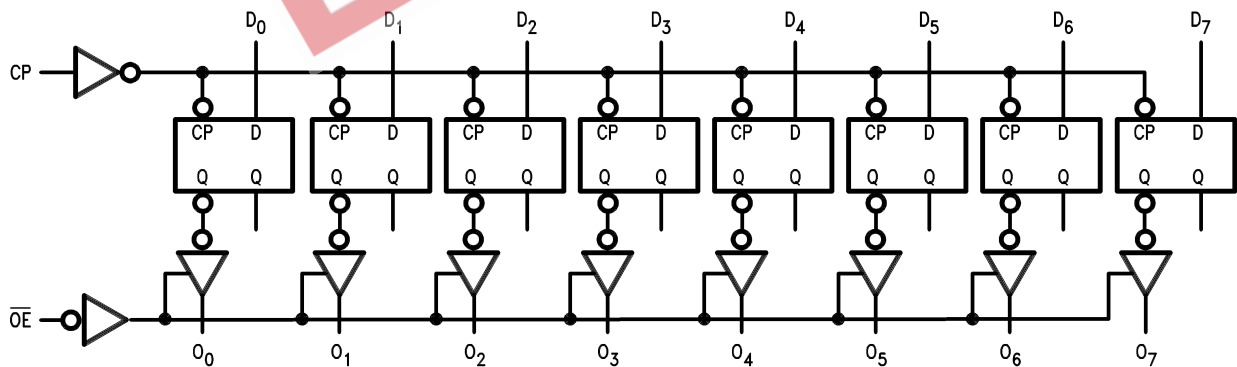 D0 D1 D2 D3 D4 D5 D6 D7
CP
CP D CP D CP D CP D CP D CP D CP D CP D
Q Q Q Q Q Q Q Q Q Q Q Q Q Q Q Q
O̅E̅
O0 O1 O2 O3 O4 O5 O6 O7